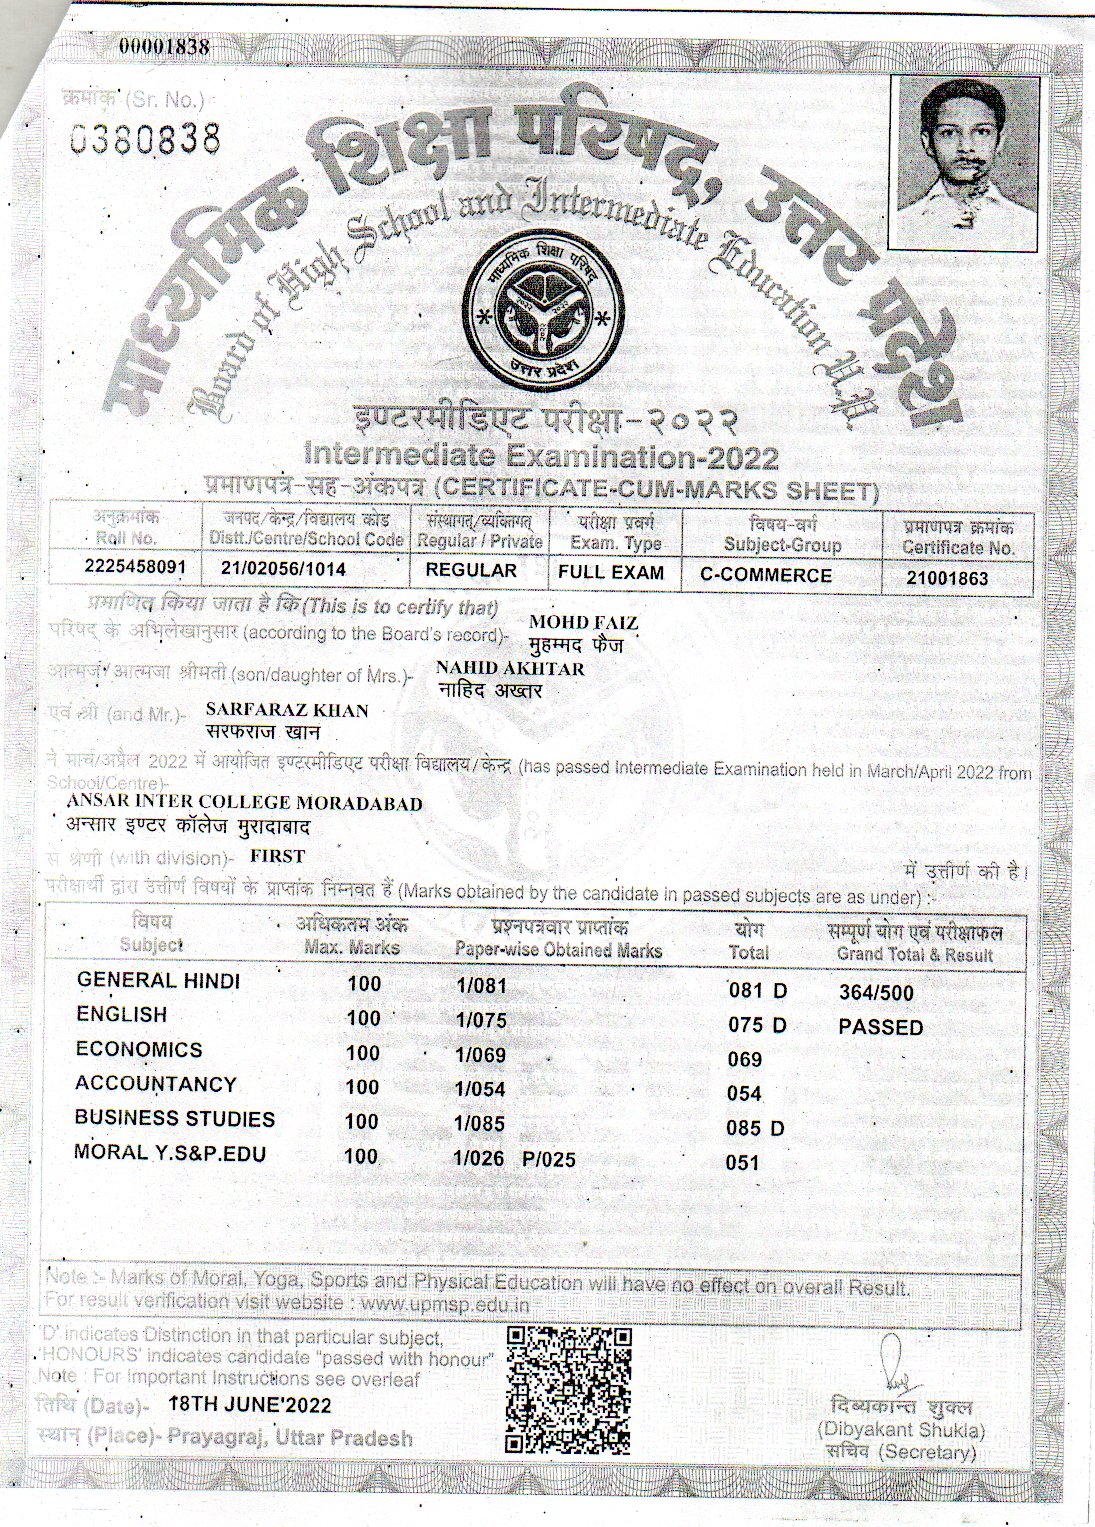 00001838
क्रमांक (Sr. No.)
0380838
माध्यमिक शिक्षा परिषद्, उत्तर प्रदेश
Board of High School and Intermediate Education U.P.
माध्यमिक शिक्षा परिषद
उत्तर प्रदेश
इण्टरमीडिएट परीक्षा-२०२२
Intermediate Examination-2022
प्रमाणपत्र-सह-अंकपत्र (CERTIFICATE-CUM-MARKS SHEET)
अनुक्रमांक जनपद/केन्द्र/विद्यालय कोड संस्थागत/व्यक्तिगत परीक्षा प्रवर्ग विषय-वर्ग प्रमाणपत्र क्रमांक
Roll No. Distt./Centre/School Code Regular / Private Exam. Type Subject-Group Certificate No.
2225458091 21/02056/1014 REGULAR FULL EXAM C-COMMERCE 21001863
प्रमाणित किया जाता है कि (This is to certify that)
MOHD FAIZ
परिषद् के अभिलेखानुसार (according to the Board's record)-
मुहम्मद फैज
NAHID AKHTAR
आत्मज/आत्मजा श्रीमती (son/daughter of Mrs.)-
नाहिद अख्तर
एवं श्री (and Mr.)- SARFARAZ KHAN
सरफराज खान
ने मार्च/अप्रैल 2022 में आयोजित इण्टरमीडिएट परीक्षा विद्यालय/केन्द्र (has passed Intermediate Examination held in March/April 2022 from
School/Centre)-
ANSAR INTER COLLEGE MORADABAD
अन्सार इण्टर कॉलेज मुरादाबाद
से श्रेणी (with division)- FIRST में उत्तीर्ण की है।
परीक्षार्थी द्वारा उत्तीर्ण विषयों के प्राप्तांक निम्नवत हैं (Marks obtained by the candidate in passed subjects are as under) :-
विषय अधिकतम अंक प्रश्नपत्रवार प्राप्तांक योग सम्पूर्ण योग एवं परीक्षाफल
Subject Max. Marks Paper-wise Obtained Marks Total Grand Total & Result
GENERAL HINDI 100 1/081 081 D 364/500
ENGLISH 100 1/075 075 D PASSED
ECONOMICS 100 1/069 069
ACCOUNTANCY 100 1/054 054
BUSINESS STUDIES 100 1/085 085 D
MORAL Y.S&P.EDU 100 1/026 P/025 051
Note :- Marks of Moral, Yoga, Sports and Physical Education will have no effect on overall Result.
For result verification visit website : www.upmsp.edu.in
'D' indicates Distinction in that particular subject,
'HONOURS' indicates candidate "passed with honour"
Note : For Important Instructions see overleaf
तिथि (Date)- 18TH JUNE'2022
स्थान (Place)- Prayagraj, Uttar Pradesh
दिब्यकान्त शुक्ल
(Dibyakant Shukla)
सचिव (Secretary)